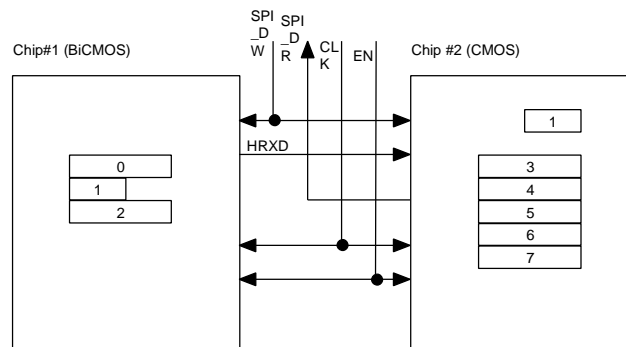 SPI
_D
W
SPI
_D
R
CL
K
EN
Chip#1 (BiCMOS)
Chip #2 (CMOS)
1
HRXD
0
1
2
3
4
5
6
7